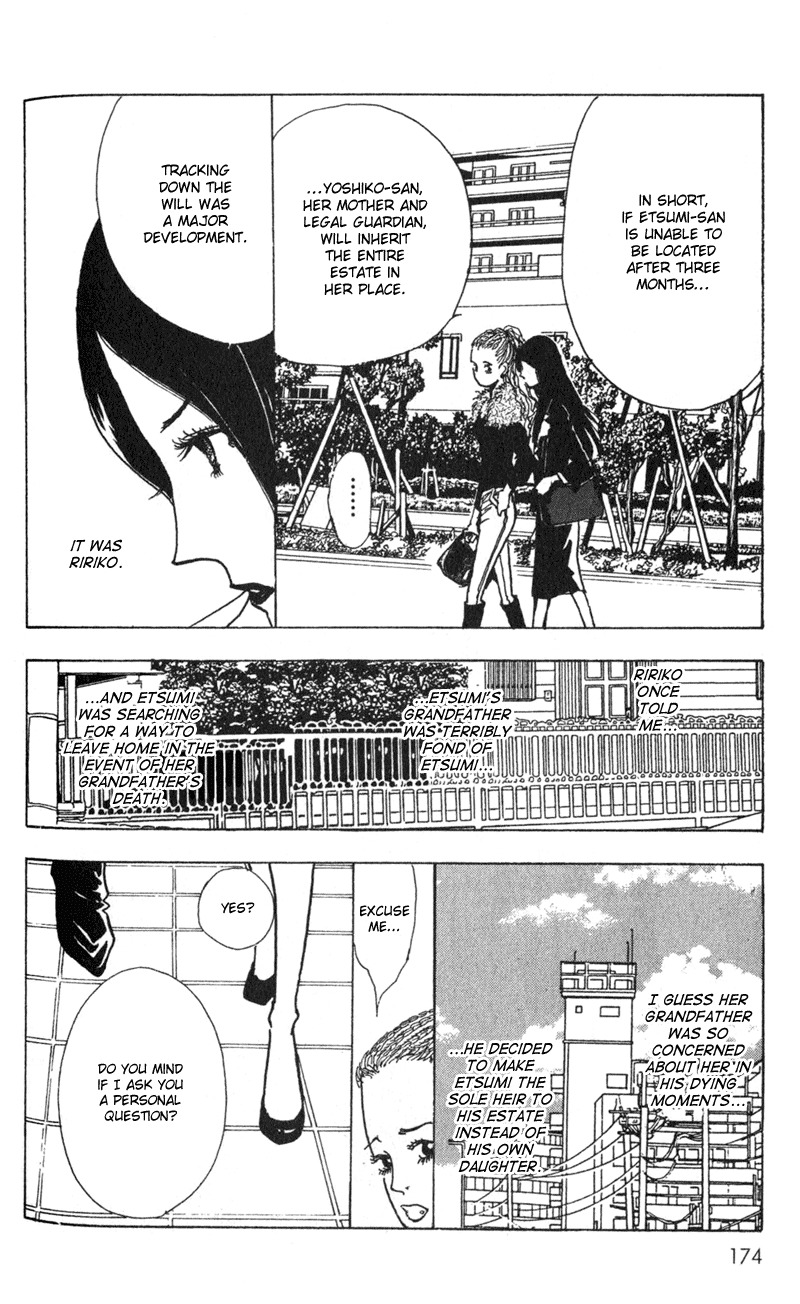 IN SHORT,
IF ETSUMI-SAN
IS UNABLE TO
BE LOCATED
AFTER THREE
MONTHS...
...YOSHIKO-SAN,
HER MOTHER AND
LEGAL GUARDIAN,
WILL INHERIT
THE ENTIRE
ESTATE IN
HER PLACE.
......
TRACKING
DOWN THE
WILL WAS
A MAJOR
DEVELOPMENT.
IT WAS
RIRIKO.
RIRIKO
ONCE
TOLD
ME...
...ETSUMI'S
GRANDFATHER
WAS TERRIBLY
FOND OF
ETSUMI...
...AND ETSUMI
WAS SEARCHING
FOR A WAY TO
LEAVE HOME IN THE
EVENT OF HER
GRANDFATHER'S
DEATH.
I GUESS HER
GRANDFATHER
WAS SO
CONCERNED
ABOUT HER IN
HIS DYING
MOMENTS...
...HE DECIDED
TO MAKE
ETSUMI THE
SOLE HEIR TO
HIS ESTATE
INSTEAD OF
HIS OWN
DAUGHTER.
EXCUSE
ME...
YES?
DO YOU MIND
IF I ASK YOU
A PERSONAL
QUESTION?
174